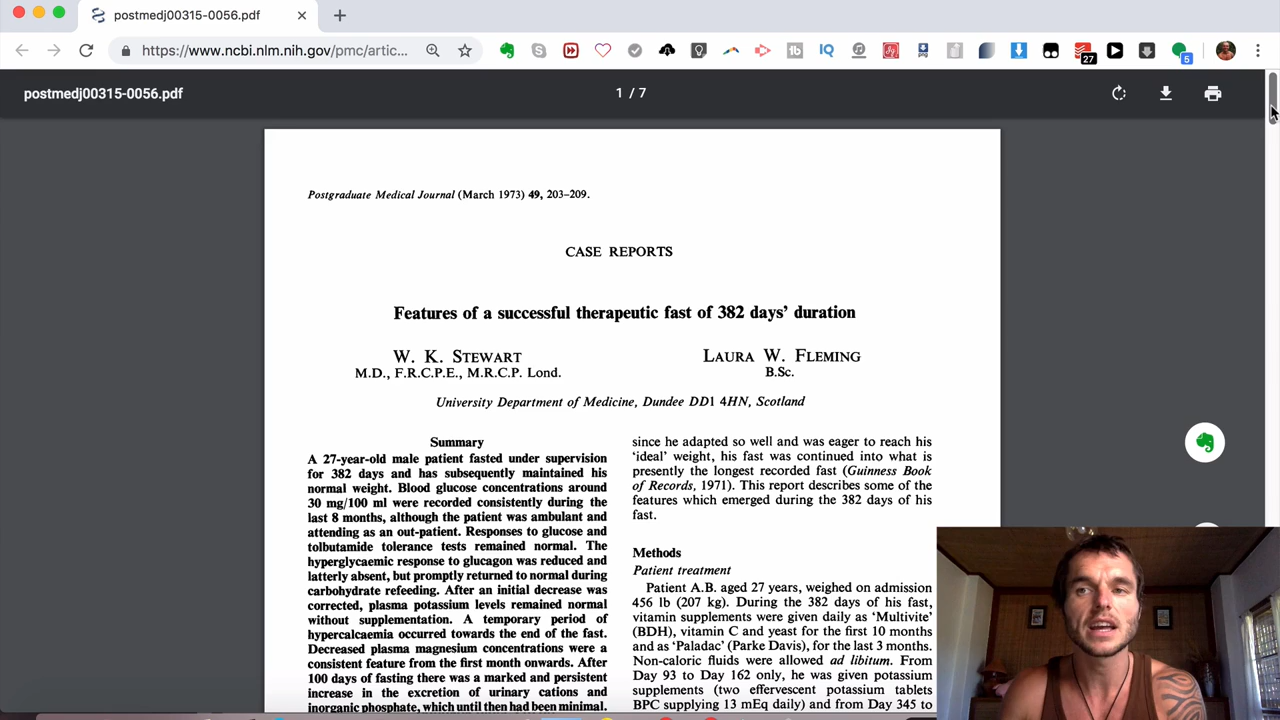 postmedj00315-0056.pdf
https://www.ncbi.nlm.nih.gov/pmc/artic...
1b
IQ
27
5
postmedj00315-0056.pdf
1 / 7
Postgraduate Medical Journal (March 1973) 49, 203–209.
CASE REPORTS
Features of a successful therapeutic fast of 382 days' duration
W. K. STEWART
M.D., F.R.C.P.E., M.R.C.P. Lond.
LAURA W. FLEMING
B.Sc.
University Department of Medicine, Dundee DD1 4HN, Scotland
Summary
A 27-year-old male patient fasted under supervision
for 382 days and has subsequently maintained his
normal weight. Blood glucose concentrations around
30 mg/100 ml were recorded consistently during the
last 8 months, although the patient was ambulant and
attending as an out-patient. Responses to glucose and
tolbutamide tolerance tests remained normal. The
hyperglycaemic response to glucagon was reduced and
latterly absent, but promptly returned to normal during
carbohydrate refeeding. After an initial decrease was
corrected, plasma potassium levels remained normal
without supplementation. A temporary period of
hypercalcaemia occurred towards the end of the fast.
Decreased plasma magnesium concentrations were a
consistent feature from the first month onwards. After
100 days of fasting there was a marked and persistent
increase in the excretion of urinary cations and
inorganic phosphate, which until then had been minimal.
since he adapted so well and was eager to reach his
'ideal' weight, his fast was continued into what is
presently the longest recorded fast (Guinness Book
of Records, 1971). This report describes some of the
features which emerged during the 382 days of his
fast.
Methods
Patient treatment
Patient A.B. aged 27 years, weighed on admission
456 lb (207 kg). During the 382 days of his fast,
vitamin supplements were given daily as 'Multivite'
(BDH), vitamin C and yeast for the first 10 months
and as 'Paladac' (Parke Davis), for the last 3 months.
Non-caloric fluids were allowed ad libitum. From
Day 93 to Day 162 only, he was given potassium
supplements (two effervescent potassium tablets
BPC supplying 13 mEq daily) and from Day 345 to